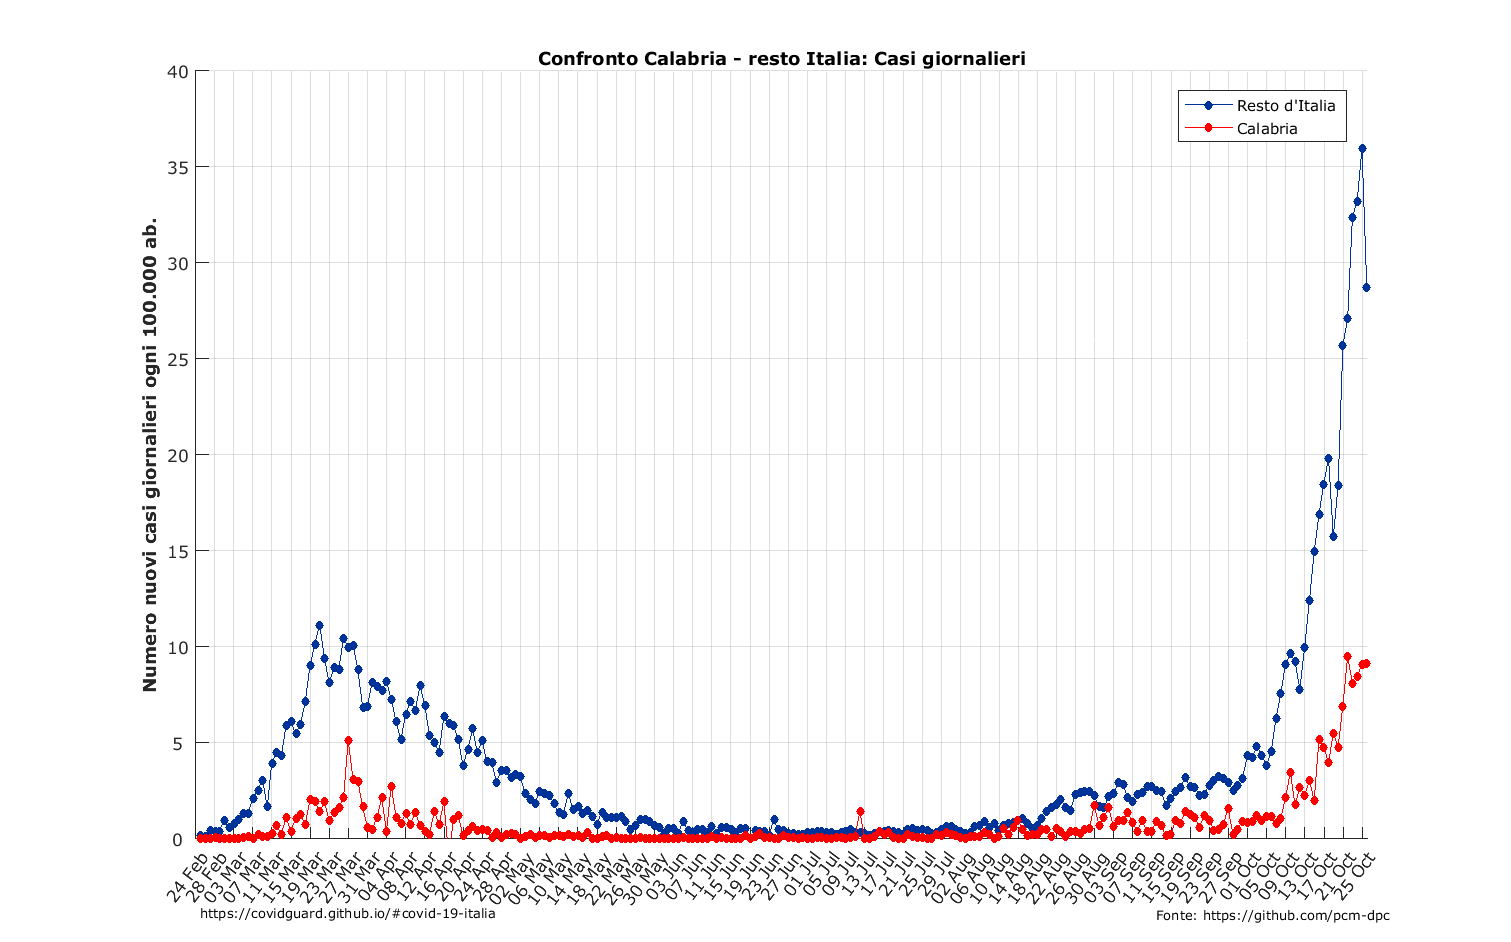 Confronto Calabria - resto Italia: Casi giornalieri
Numero nuovi casi giornalieri ogni 100.000 ab.
40
35
30
25
20
15
10
5
0
Resto d'Italia
Calabria
24 Feb
28 Feb
03 Mar
07 Mar
11 Mar
15 Mar
19 Mar
23 Mar
27 Mar
31 Mar
04 Apr
08 Apr
12 Apr
16 Apr
20 Apr
24 Apr
28 Apr
02 May
06 May
10 May
14 May
18 May
22 May
26 May
30 May
03 Jun
07 Jun
11 Jun
15 Jun
19 Jun
23 Jun
27 Jun
01 Jul
05 Jul
09 Jul
13 Jul
17 Jul
21 Jul
25 Jul
29 Jul
02 Aug
06 Aug
10 Aug
14 Aug
18 Aug
22 Aug
26 Aug
30 Aug
03 Sep
07 Sep
11 Sep
15 Sep
19 Sep
23 Sep
27 Sep
01 Oct
05 Oct
09 Oct
13 Oct
17 Oct
21 Oct
25 Oct
https://covidguard.github.io/#covid-19-italia
Fonte: https://github.com/pcm-dpc